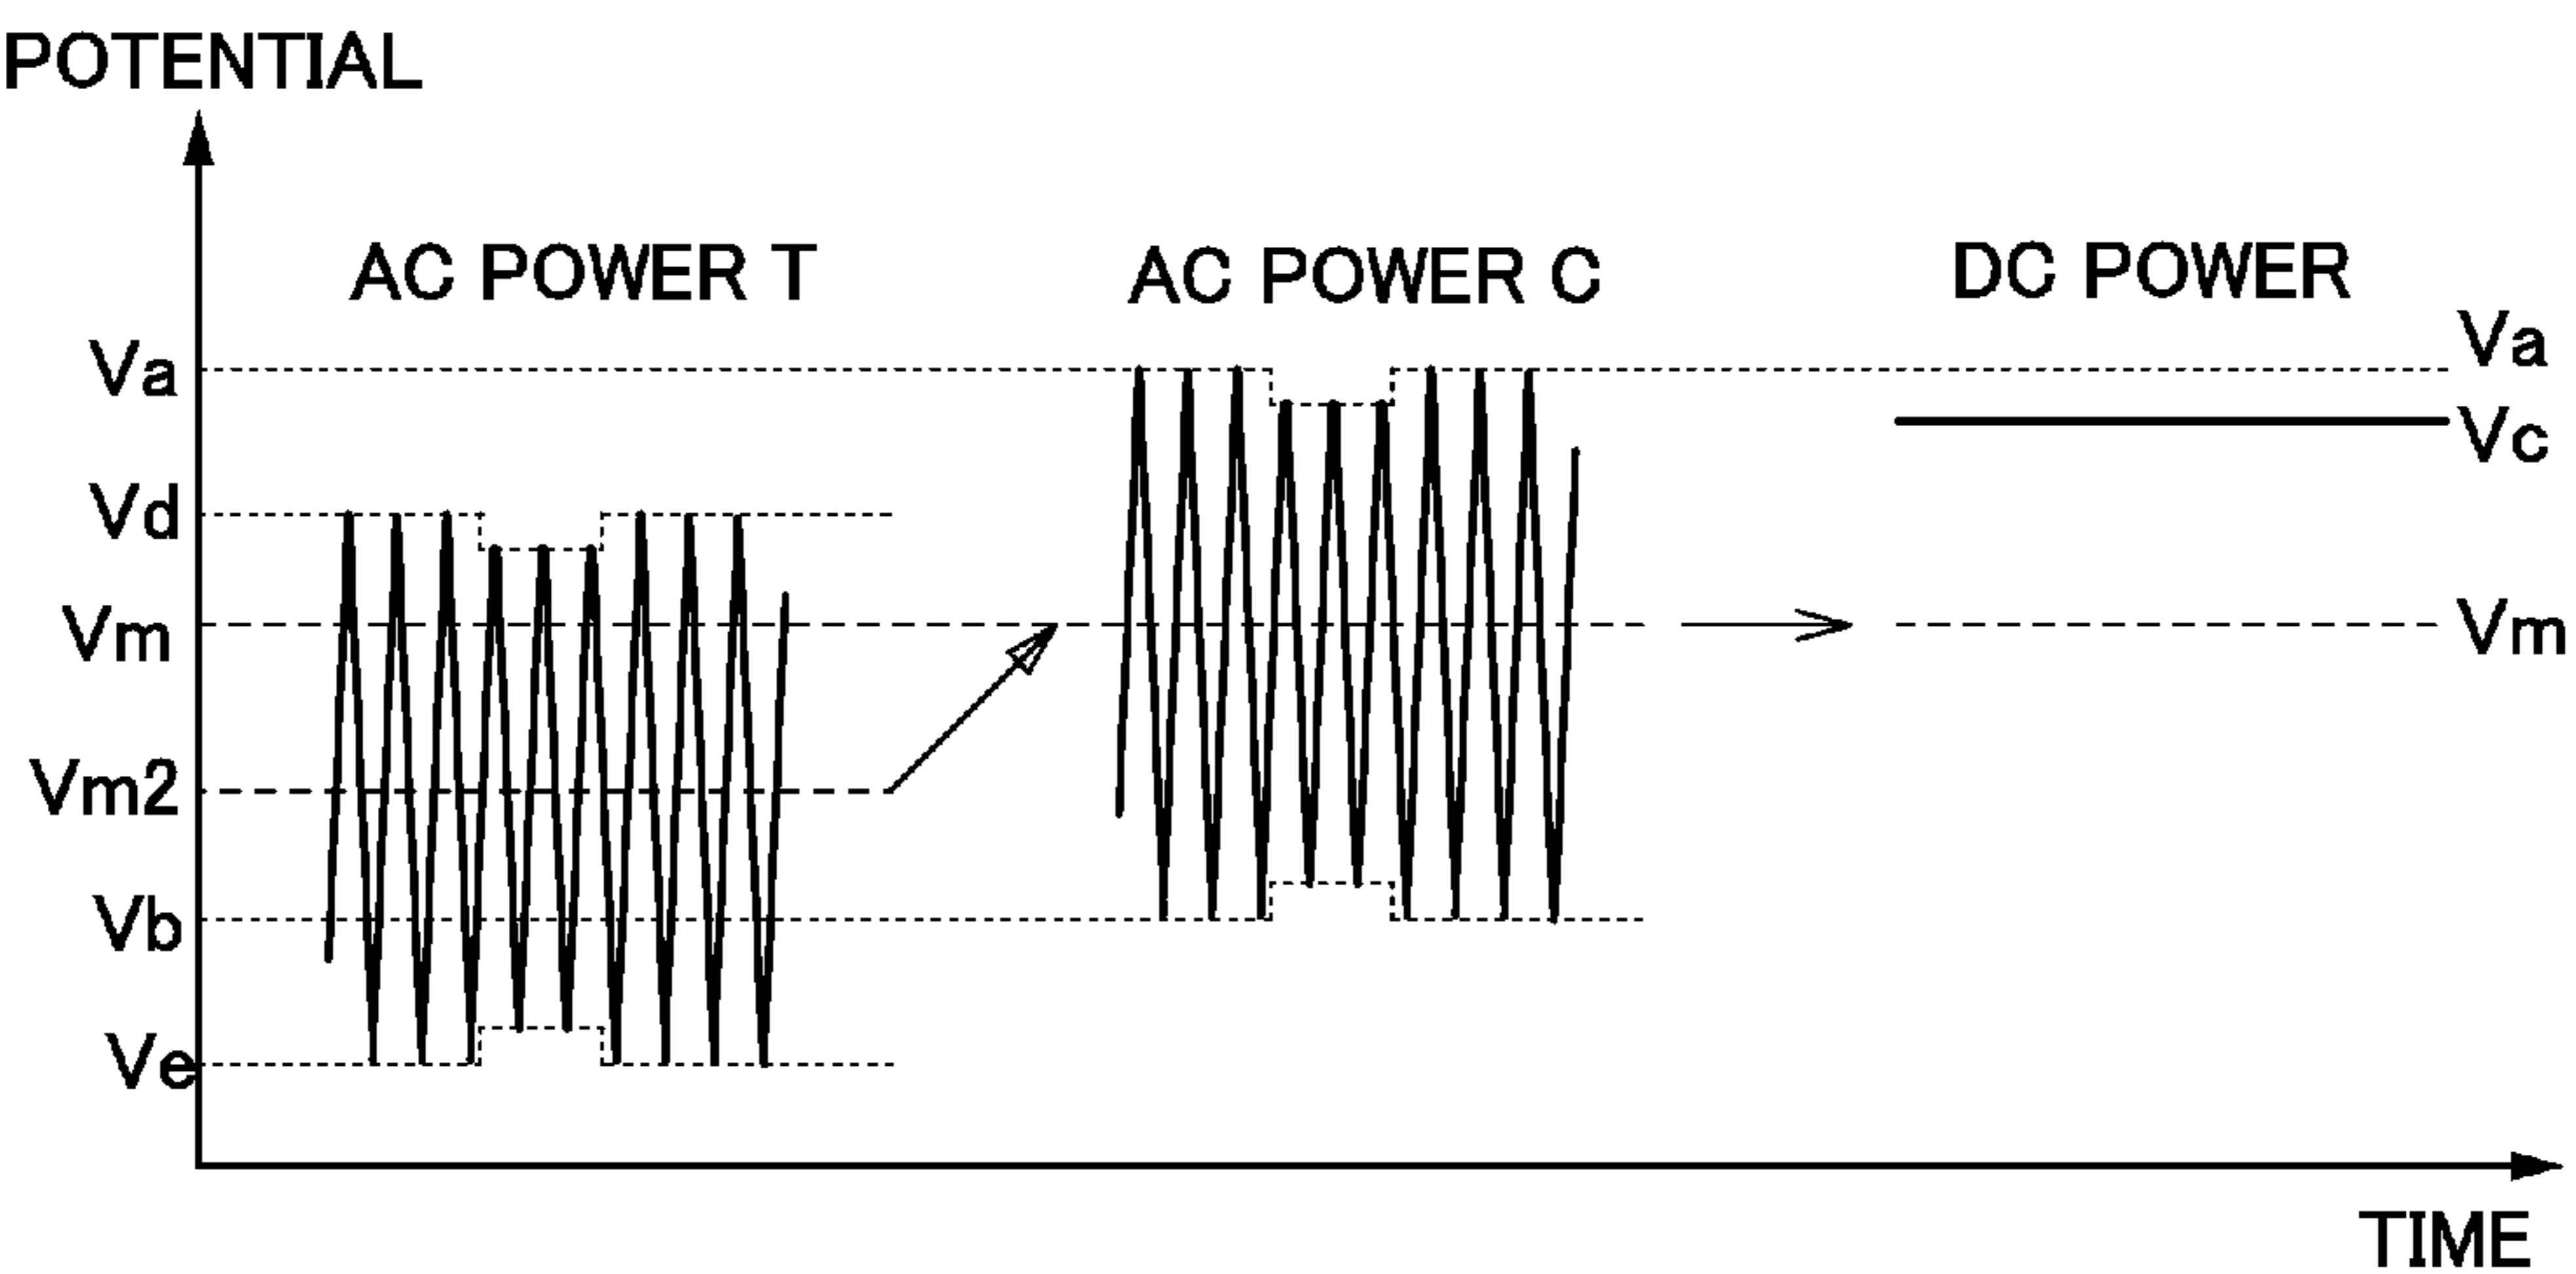 POTENTIAL
AC POWER T
AC POWER C
DC POWER
Va
Va
Vc
Vd
Vm
Vm
Vm2
Vb
Ve
TIME